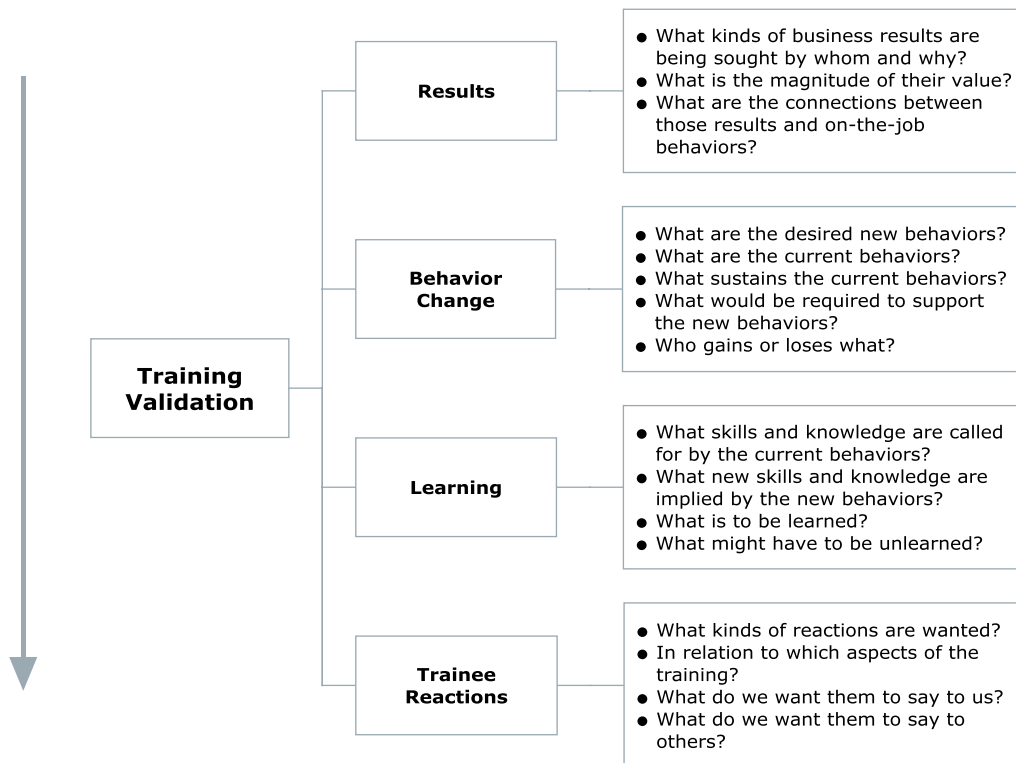 Training
Validation
Results
● What kinds of business results are
being sought by whom and why?
● What is the magnitude of their value?
● What are the connections between
those results and on-the-job
behaviors?
Behavior
Change
● What are the desired new behaviors?
● What are the current behaviors?
● What sustains the current behaviors?
● What would be required to support
the new behaviors?
● Who gains or loses what?
Learning
● What skills and knowledge are called
for by the current behaviors?
● What new skills and knowledge are
implied by the new behaviors?
● What is to be learned?
● What might have to be unlearned?
Trainee
Reactions
● What kinds of reactions are wanted?
● In relation to which aspects of the
training?
● What do we want them to say to us?
● What do we want them to say to
others?